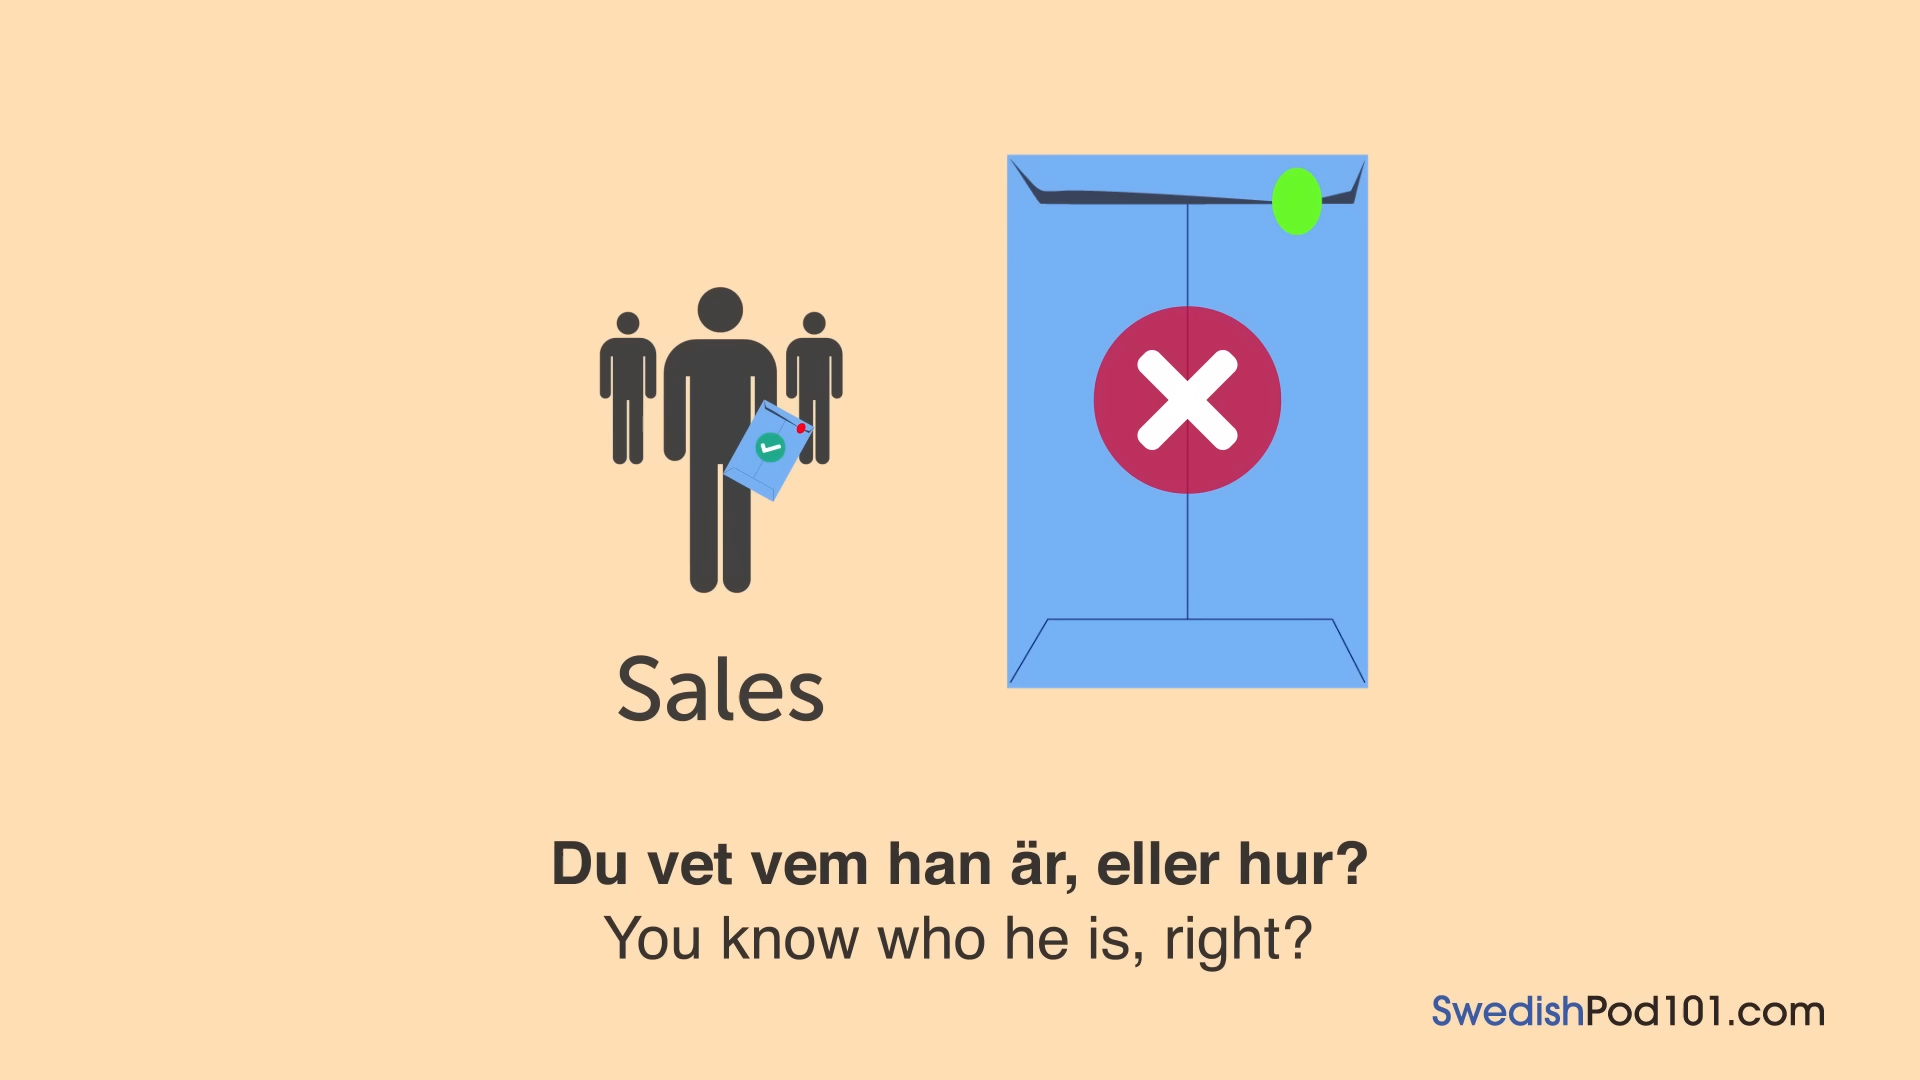 Sales
Du vet vem han är, eller hur?
You know who he is, right?
SwedishPod101.com